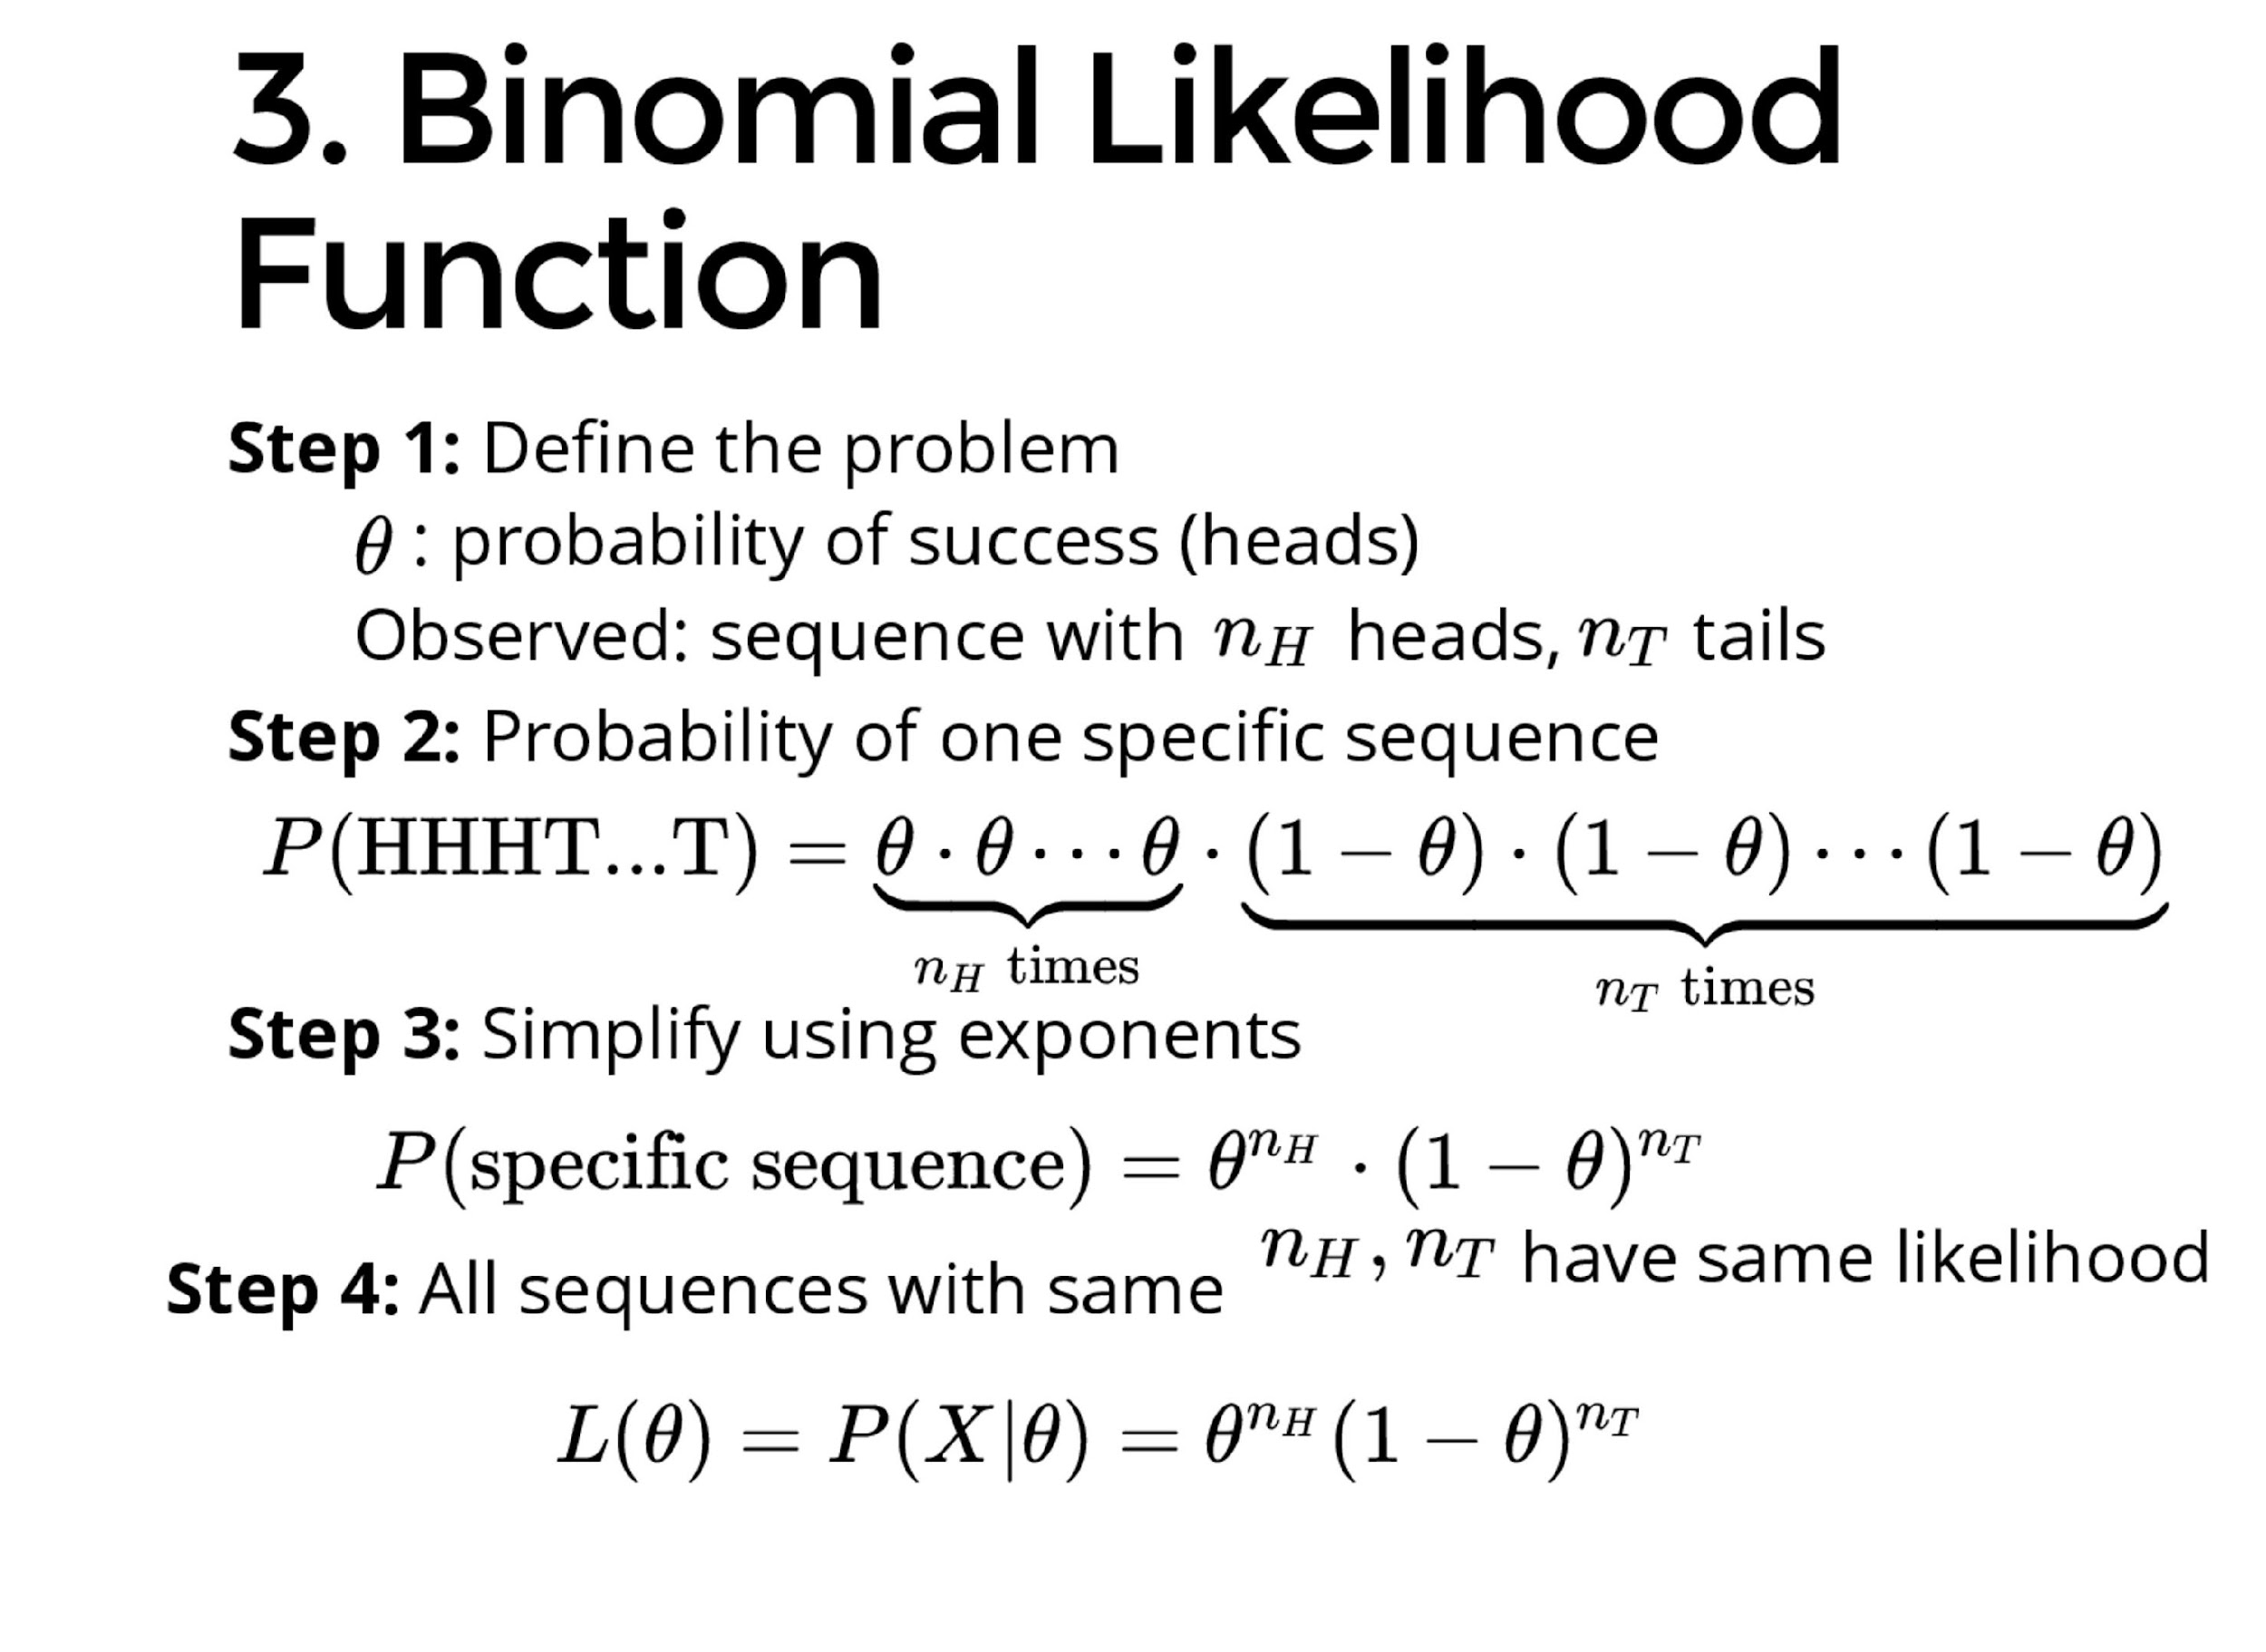 3. Binomial Likelihood
Function
Step 1: Define the problem
θ : probability of success (heads)
Observed: sequence with n_H heads, n_T tails
Step 2: Probability of one specific sequence
P(HHHT...T) = θ · θ · · · θ · (1 − θ) · (1 − θ) · · · (1 − θ)
n_H times
n_T times
Step 3: Simplify using exponents
P(specific sequence) = θ^{n_H} · (1 − θ)^{n_T}
Step 4: All sequences with same n_H, n_T have same likelihood
L(θ) = P(X|θ) = θ^{n_H}(1 − θ)^{n_T}